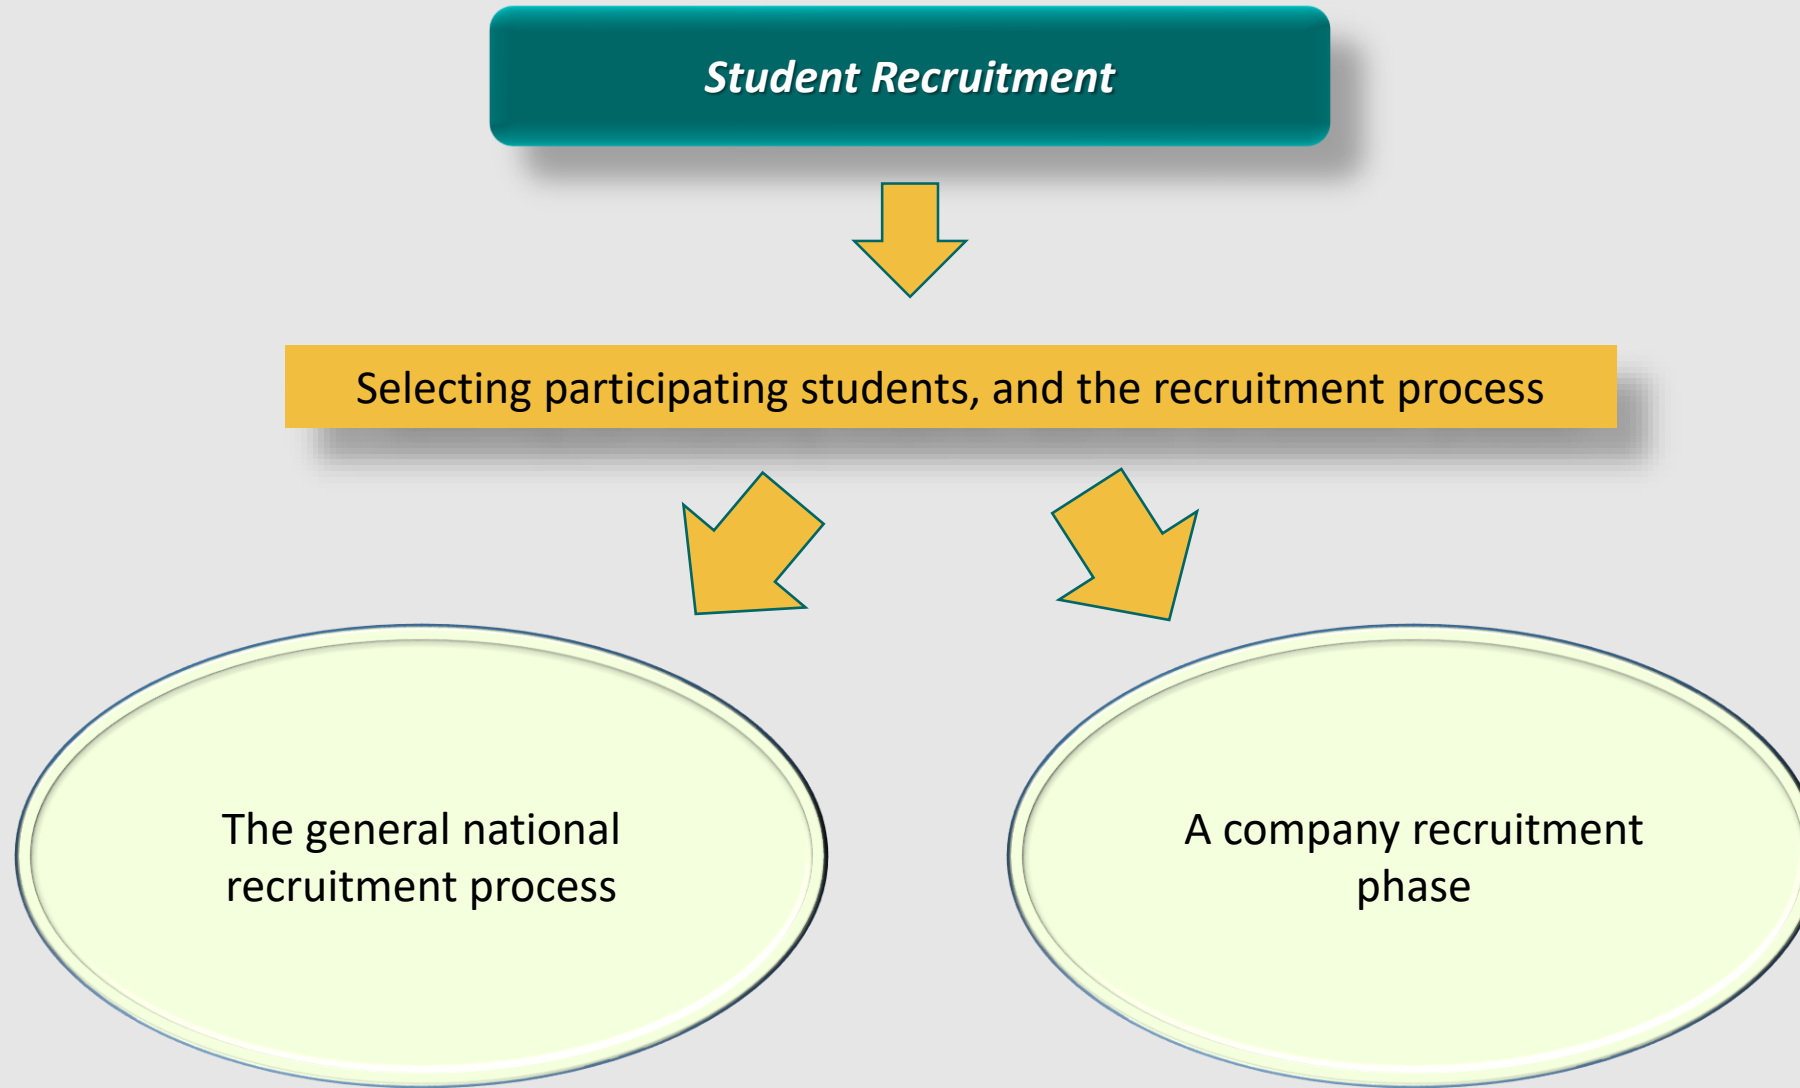 Student Recruitment
Selecting participating students, and the recruitment process
The general national
recruitment process
A company recruitment
phase